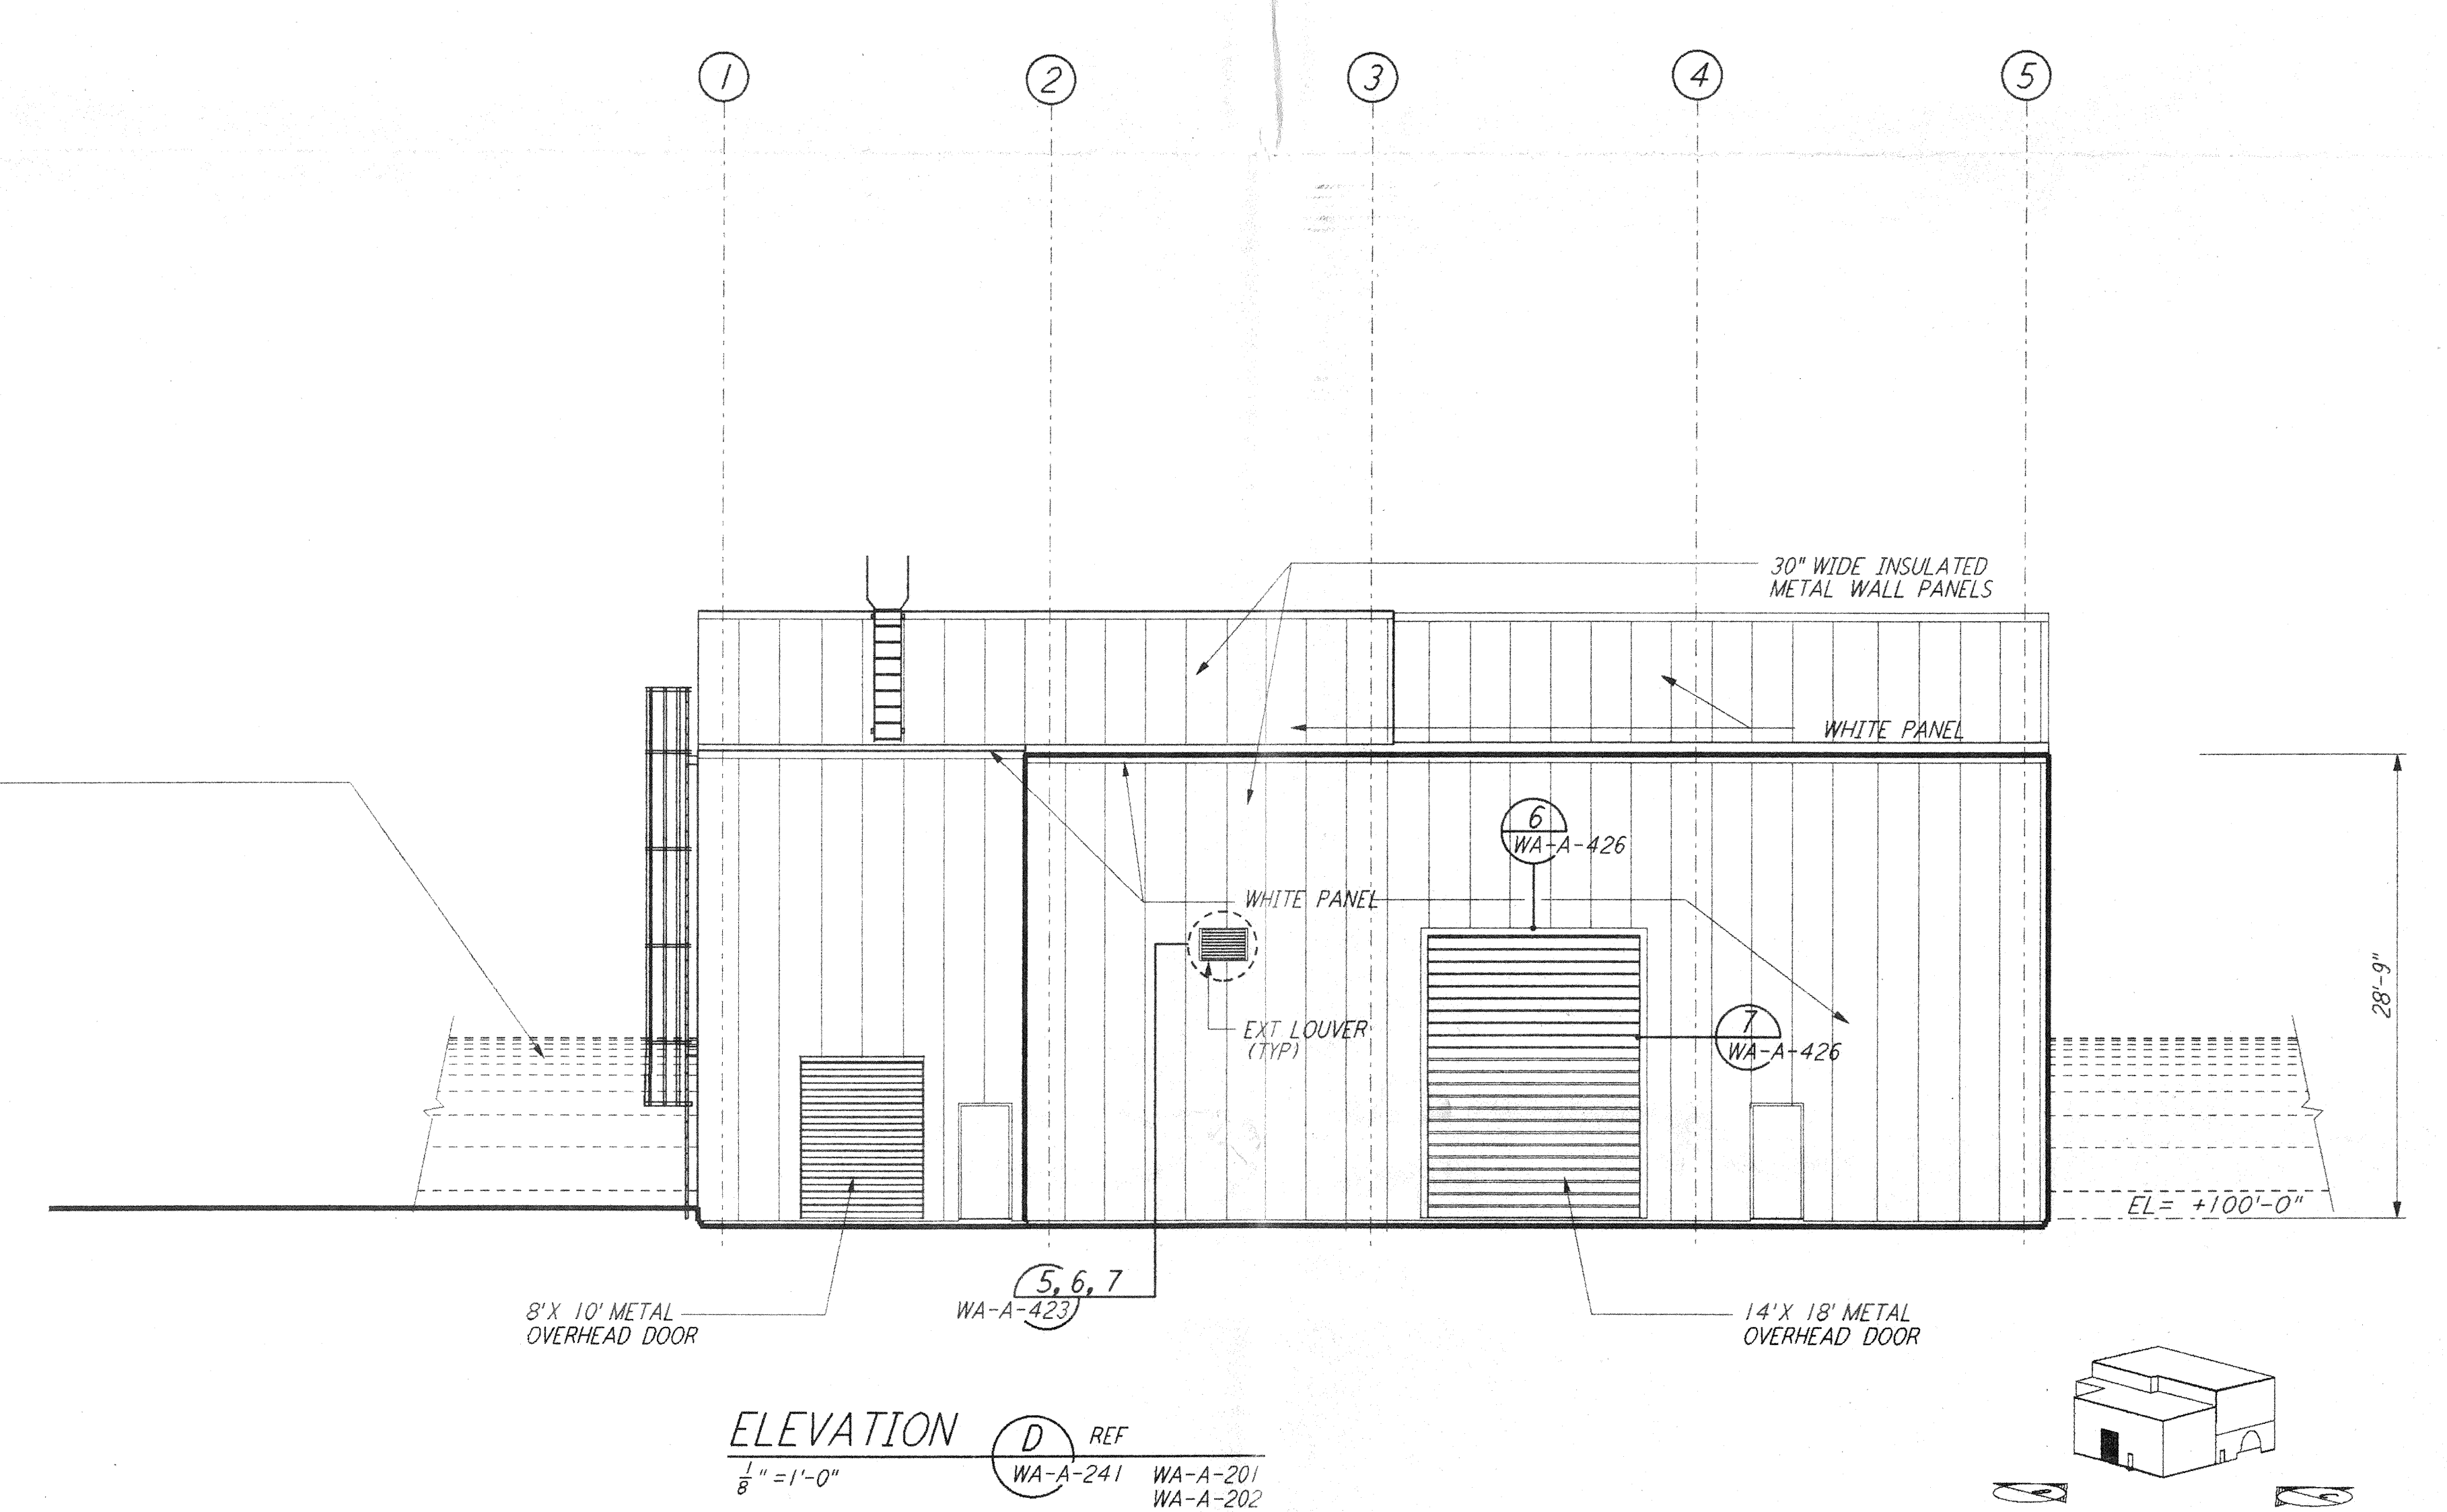 1 2 3 4 5
30" WIDE INSULATED
METAL WALL PANELS
WHITE PANEL
6
WA-A-426
WHITE PANEL
28'-9"
EXT LOUVER
(TYP)
7
WA-A-426
EL= +100'-0"
5, 6, 7
WA-A-423
8'X 10' METAL
OVERHEAD DOOR
14'X 18' METAL
OVERHEAD DOOR
ELEVATION D REF
1/8" =1'-0" WA-A-241 WA-A-201
WA-A-202